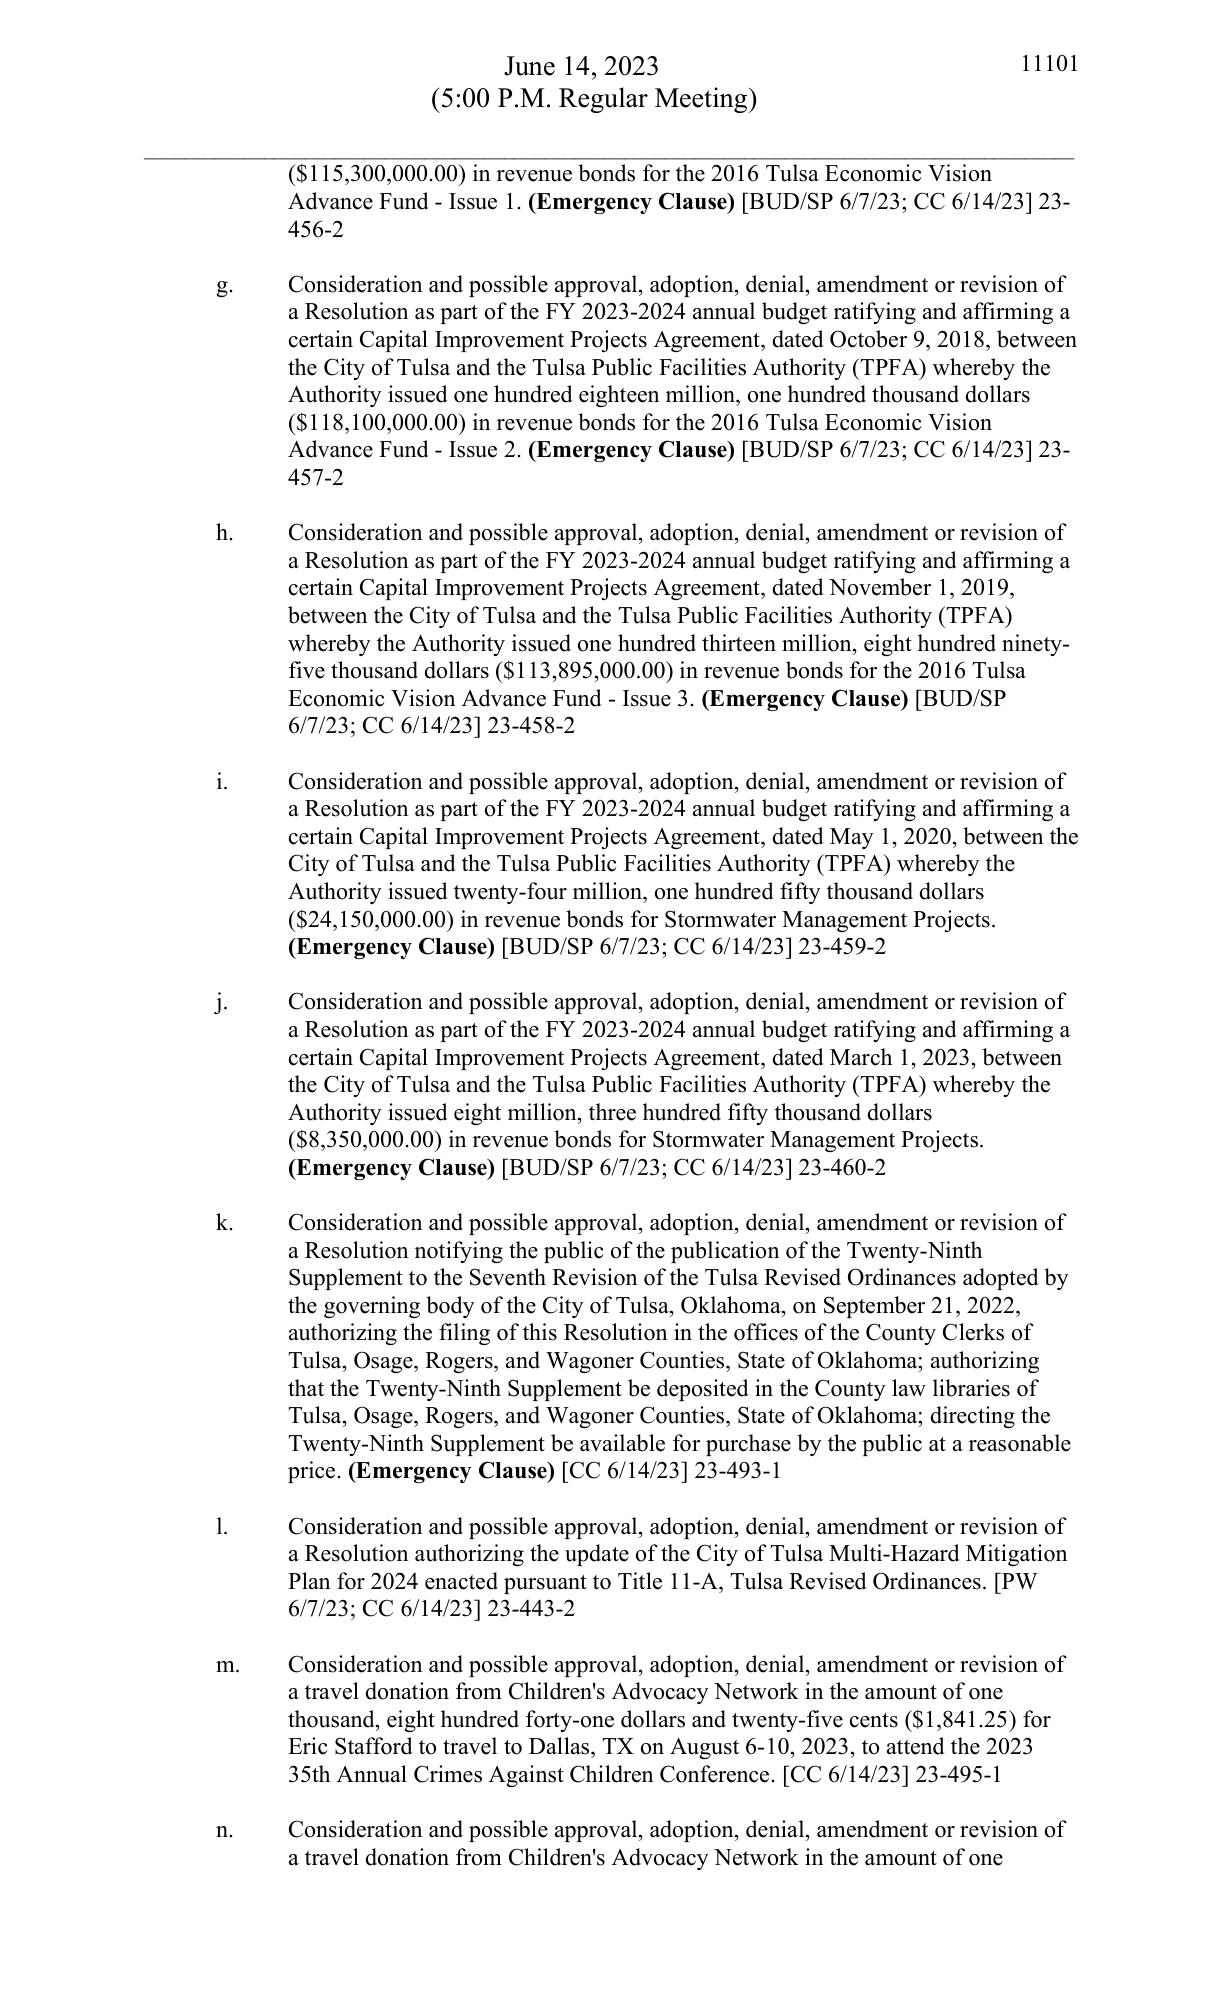 June 14, 2023
11101
(5:00 P.M. Regular Meeting)
($115,300,000.00) in revenue bonds for the 2016 Tulsa Economic Vision
Advance Fund - Issue 1. (Emergency Clause) [BUD/SP 6/7/23; CC 6/14/23] 23-
456-2
g. Consideration and possible approval, adoption, denial, amendment or revision of
a Resolution as part of the FY 2023-2024 annual budget ratifying and affirming a
certain Capital Improvement Projects Agreement, dated October 9, 2018, between
the City of Tulsa and the Tulsa Public Facilities Authority (TPFA) whereby the
Authority issued one hundred eighteen million, one hundred thousand dollars
($118,100,000.00) in revenue bonds for the 2016 Tulsa Economic Vision
Advance Fund - Issue 2. (Emergency Clause) [BUD/SP 6/7/23; CC 6/14/23] 23-
457-2
h. Consideration and possible approval, adoption, denial, amendment or revision of
a Resolution as part of the FY 2023-2024 annual budget ratifying and affirming a
certain Capital Improvement Projects Agreement, dated November 1, 2019,
between the City of Tulsa and the Tulsa Public Facilities Authority (TPFA)
whereby the Authority issued one hundred thirteen million, eight hundred ninety-
five thousand dollars ($113,895,000.00) in revenue bonds for the 2016 Tulsa
Economic Vision Advance Fund - Issue 3. (Emergency Clause) [BUD/SP
6/7/23; CC 6/14/23] 23-458-2
i. Consideration and possible approval, adoption, denial, amendment or revision of
a Resolution as part of the FY 2023-2024 annual budget ratifying and affirming a
certain Capital Improvement Projects Agreement, dated May 1, 2020, between the
City of Tulsa and the Tulsa Public Facilities Authority (TPFA) whereby the
Authority issued twenty-four million, one hundred fifty thousand dollars
($24,150,000.00) in revenue bonds for Stormwater Management Projects.
(Emergency Clause) [BUD/SP 6/7/23; CC 6/14/23] 23-459-2
j. Consideration and possible approval, adoption, denial, amendment or revision of
a Resolution as part of the FY 2023-2024 annual budget ratifying and affirming a
certain Capital Improvement Projects Agreement, dated March 1, 2023, between
the City of Tulsa and the Tulsa Public Facilities Authority (TPFA) whereby the
Authority issued eight million, three hundred fifty thousand dollars
($8,350,000.00) in revenue bonds for Stormwater Management Projects.
(Emergency Clause) [BUD/SP 6/7/23; CC 6/14/23] 23-460-2
k. Consideration and possible approval, adoption, denial, amendment or revision of
a Resolution notifying the public of the publication of the Twenty-Ninth
Supplement to the Seventh Revision of the Tulsa Revised Ordinances adopted by
the governing body of the City of Tulsa, Oklahoma, on September 21, 2022,
authorizing the filing of this Resolution in the offices of the County Clerks of
Tulsa, Osage, Rogers, and Wagoner Counties, State of Oklahoma; authorizing
that the Twenty-Ninth Supplement be deposited in the County law libraries of
Tulsa, Osage, Rogers, and Wagoner Counties, State of Oklahoma; directing the
Twenty-Ninth Supplement be available for purchase by the public at a reasonable
price. (Emergency Clause) [CC 6/14/23] 23-493-1
l. Consideration and possible approval, adoption, denial, amendment or revision of
a Resolution authorizing the update of the City of Tulsa Multi-Hazard Mitigation
Plan for 2024 enacted pursuant to Title 11-A, Tulsa Revised Ordinances. [PW
6/7/23; CC 6/14/23] 23-443-2
m. Consideration and possible approval, adoption, denial, amendment or revision of
a travel donation from Children's Advocacy Network in the amount of one
thousand, eight hundred forty-one dollars and twenty-five cents ($1,841.25) for
Eric Stafford to travel to Dallas, TX on August 6-10, 2023, to attend the 2023
35th Annual Crimes Against Children Conference. [CC 6/14/23] 23-495-1
n. Consideration and possible approval, adoption, denial, amendment or revision of
a travel donation from Children's Advocacy Network in the amount of one